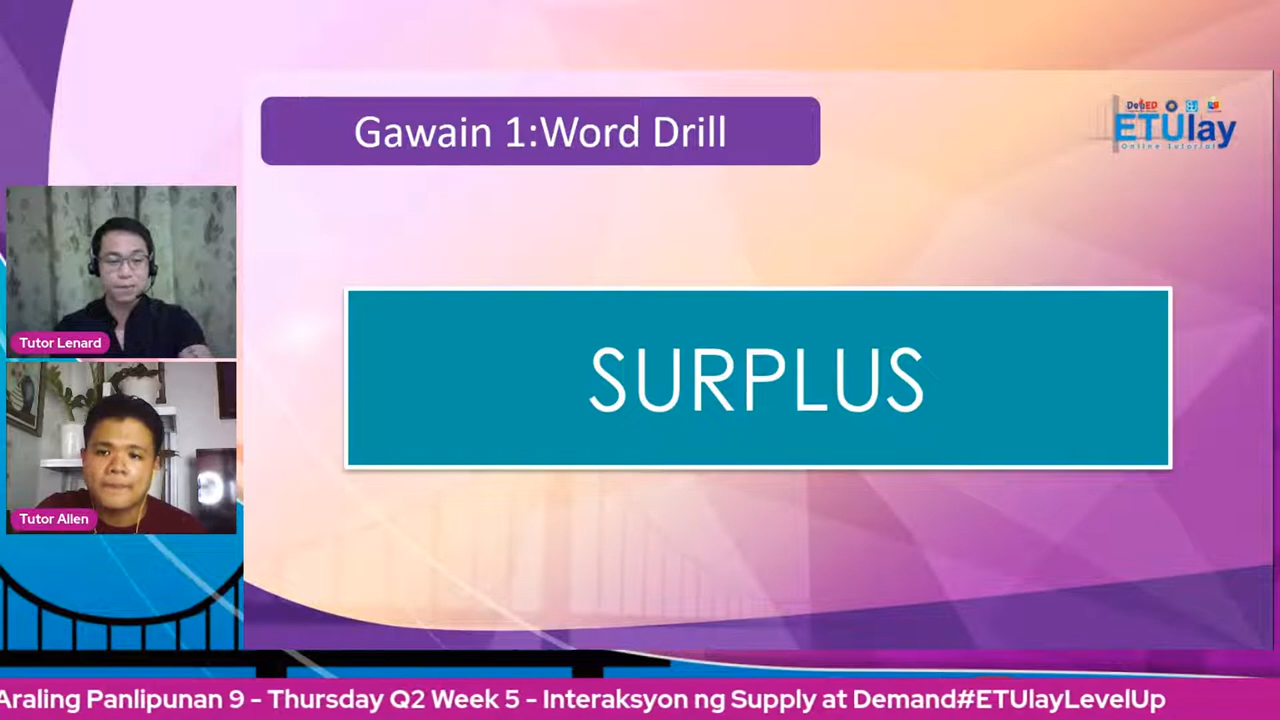 Gawain 1:Word Drill
DepED
ETUlay
Online Tutorial
Tutor Lenard
SURPLUS
Tutor Allen
Araling Panlipunan 9 - Thursday Q2 Week 5 - Interaksyon ng Supply at Demand#ETUlayLevelUp